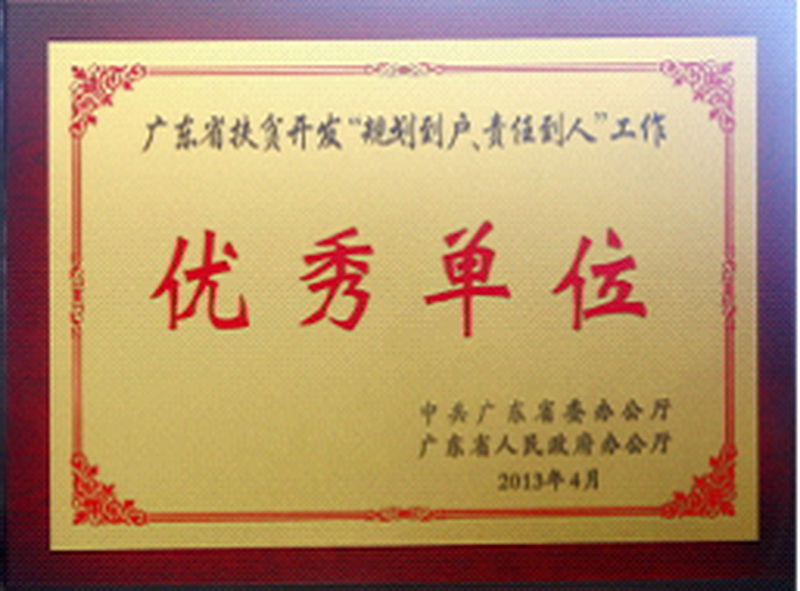 广东省扶贫开发“规划到户、责任到人”工作
优秀单位
中共广东省委办公厅
广东省人民政府办公厅
2013年4月